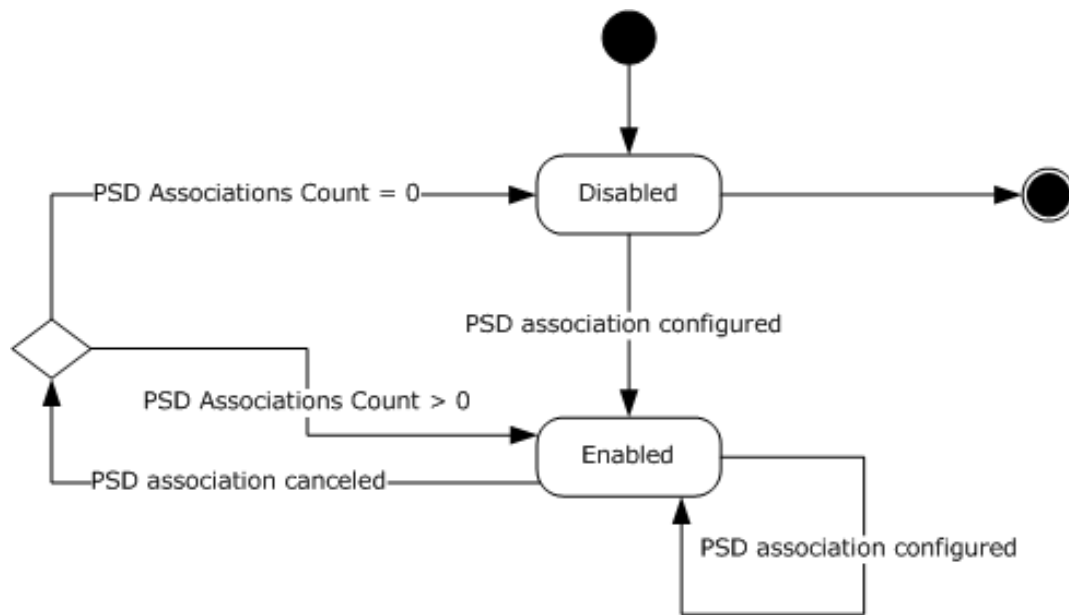 PSD Associations Count = 0
Disabled
PSD association configured
PSD Associations Count > 0
Enabled
PSD association canceled
PSD association configured